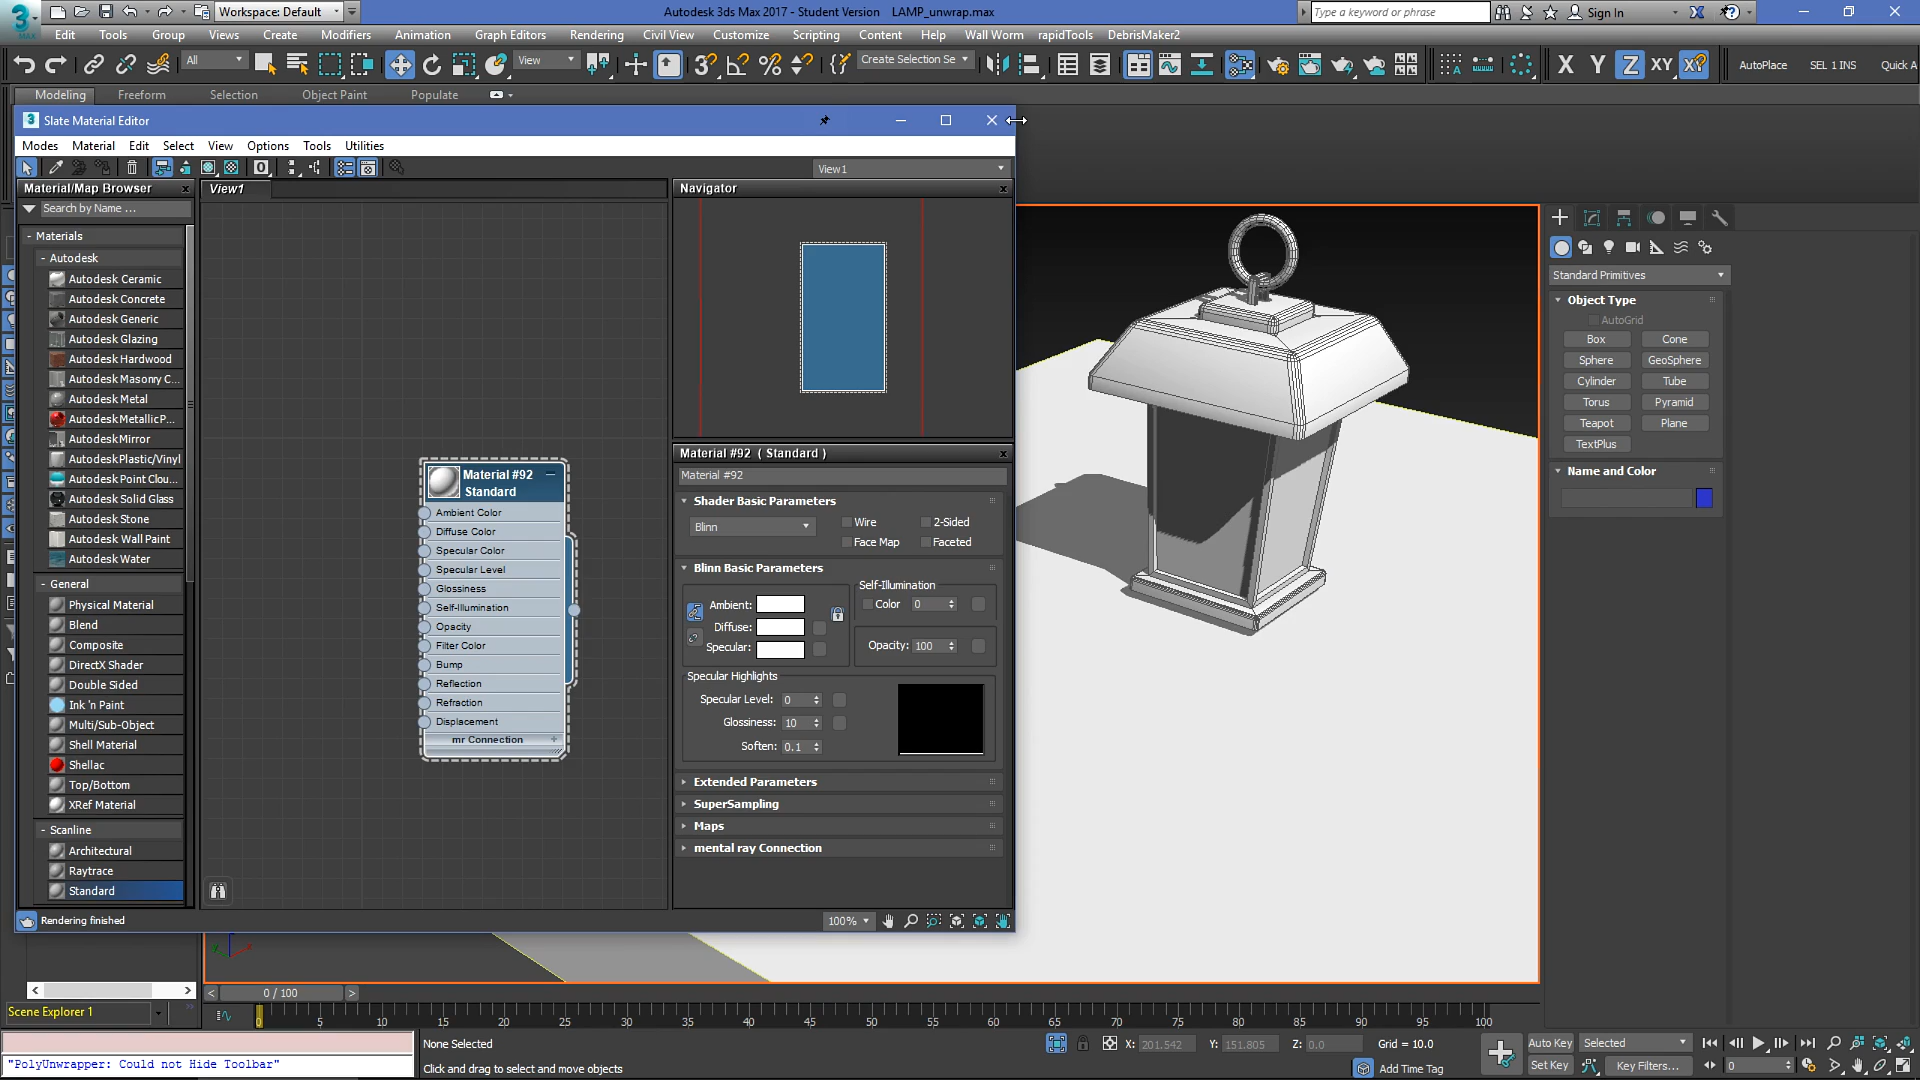 Workspace: Default
Autodesk 3ds Max 2017 - Student Version LAMP_unwrap.max
Type a keyword or phrase
Sign In
Edit Tools Group Views Create Modifiers Animation Graph Editors Rendering Civil View Customize Scripting Content Help Wall Worm rapidTools DebrisMaker2
All
View
Create Selection Se
X Y Z XY
AutoPlace SEL 1 INS Quick A
Modeling Freeform Selection Object Paint Populate
Slate Material Editor
Modes Material Edit Select View Options Tools Utilities
View1
Material/Map Browser
Search by Name ...
- Materials
- Autodesk
Autodesk Ceramic
Autodesk Concrete
Autodesk Generic
Autodesk Glazing
Autodesk Hardwood
Autodesk Masonry C...
Autodesk Metal
Autodesk Metallic P...
Autodesk Mirror
Autodesk Plastic/Vinyl
Autodesk Point Clou...
Autodesk Solid Glass
Autodesk Stone
Autodesk Wall Paint
Autodesk Water
- General
Physical Material
Blend
Composite
DirectX Shader
Double Sided
Ink 'n Paint
Multi/Sub-Object
Shell Material
Shellac
Top/Bottom
XRef Material
- Scanline
Architectural
Raytrace
Standard
Rendering finished
View1
Material #92
Standard
Ambient Color
Diffuse Color
Specular Color
Specular Level
Glossiness
Self-Illumination
Opacity
Filter Color
Bump
Reflection
Refraction
Displacement
mr Connection +
Navigator
Material #92 ( Standard )
Material #92
Shader Basic Parameters
Blinn
Wire 2-Sided
Face Map Faceted
Blinn Basic Parameters
Self-Illumination
Ambient: Color 0
Diffuse:
Specular: Opacity: 100
Specular Highlights
Specular Level: 0
Glossiness: 10
Soften: 0.1
Extended Parameters
SuperSampling
Maps
mental ray Connection
100%
Standard Primitives
Object Type
AutoGrid
Box Cone
Sphere GeoSphere
Cylinder Tube
Torus Pyramid
Teapot Plane
TextPlus
Name and Color
< 0 / 100 >
Scene Explorer 1
0 5 10 15 20 25 30 35 40 45 50 55 60 65 70 75 80 85 90 95 100
"PolyUnwrapper: Could not Hide Toolbar"
None Selected
Click and drag to select and move objects
X: 201.542 Y: 151.805 Z: 0.0 Grid = 10.0
Add Time Tag
Auto Key Selected
Set Key Key Filters...
0